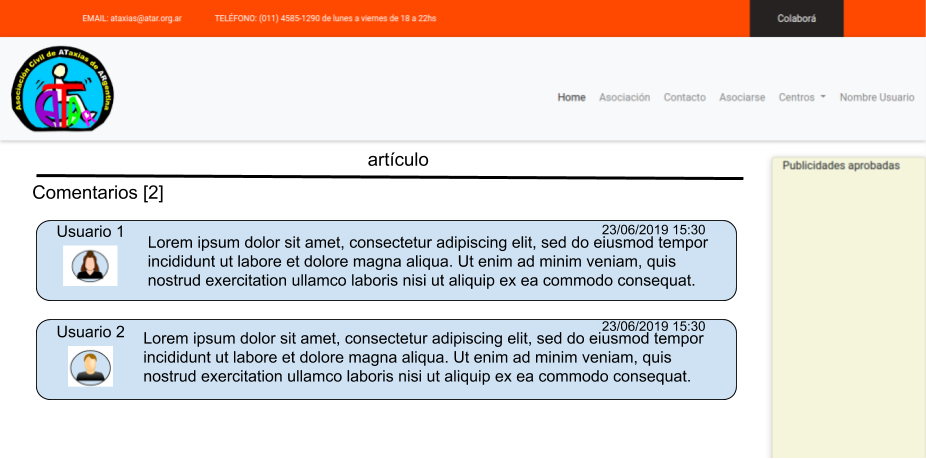 EMAIL: ataxias@atar.org.ar
TELÉFONO: (011) 4585-1290 de lunes a viernes de 18 a 22hs
Colaborá
Asociación Civil de ATaxias de ARgentina
ATAR
Home Asociación Contacto Asociarse Centros Nombre Usuario
artículo
Publicidades aprobadas
Comentarios [2]
Usuario 1
23/06/2019 15:30
Lorem ipsum dolor sit amet, consectetur adipiscing elit, sed do eiusmod tempor
incididunt ut labore et dolore magna aliqua. Ut enim ad minim veniam, quis
nostrud exercitation ullamco laboris nisi ut aliquip ex ea commodo consequat.
Usuario 2
23/06/2019 15:30
Lorem ipsum dolor sit amet, consectetur adipiscing elit, sed do eiusmod tempor
incididunt ut labore et dolore magna aliqua. Ut enim ad minim veniam, quis
nostrud exercitation ullamco laboris nisi ut aliquip ex ea commodo consequat.